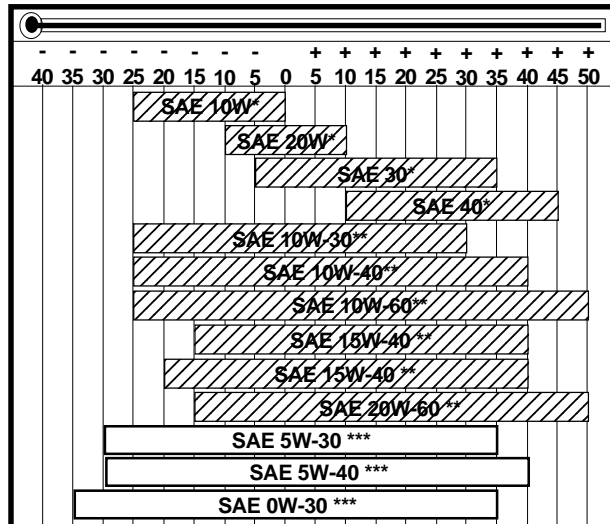 - - - - - - - - + + + + + + + + + +
40 35 30 25 20 15 10 5 0 5 10 15 20 25 30 35 40 45 50
SAE 10W*
SAE 20W*
SAE 30*
SAE 40*
SAE 10W-30**
SAE 10W-40**
SAE 10W-60**
SAE 15W-40 **
SAE 15W-40 **
SAE 20W-60 **
SAE 5W-30 ***
SAE 5W-40 ***
SAE 0W-30 ***